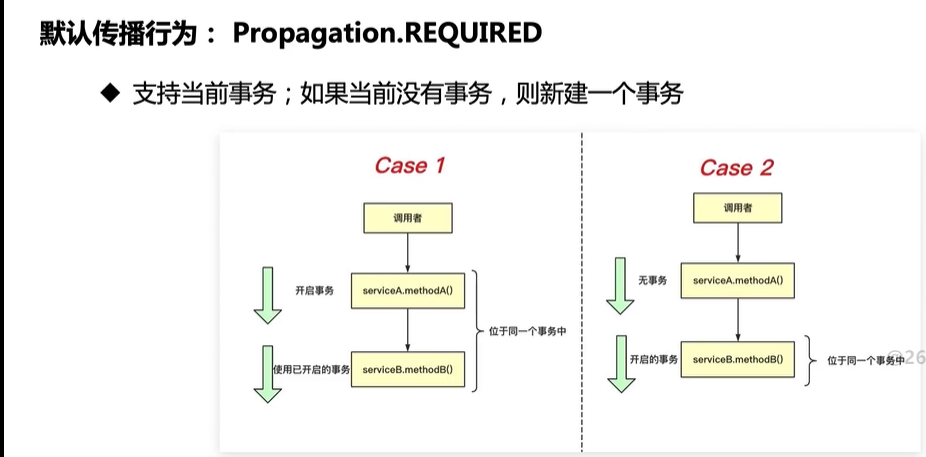 默认传播行为： Propagation.REQUIRED
◆ 支持当前事务；如果当前没有事务，则新建一个事务
Case 1
调用者
开启事务
serviceA.methodA()
位于同一个事务中
使用已开启的事务
serviceB.methodB()
Case 2
调用者
无事务
serviceA.methodA()
开启的事务
serviceB.methodB()
位于同一个事务中
@26